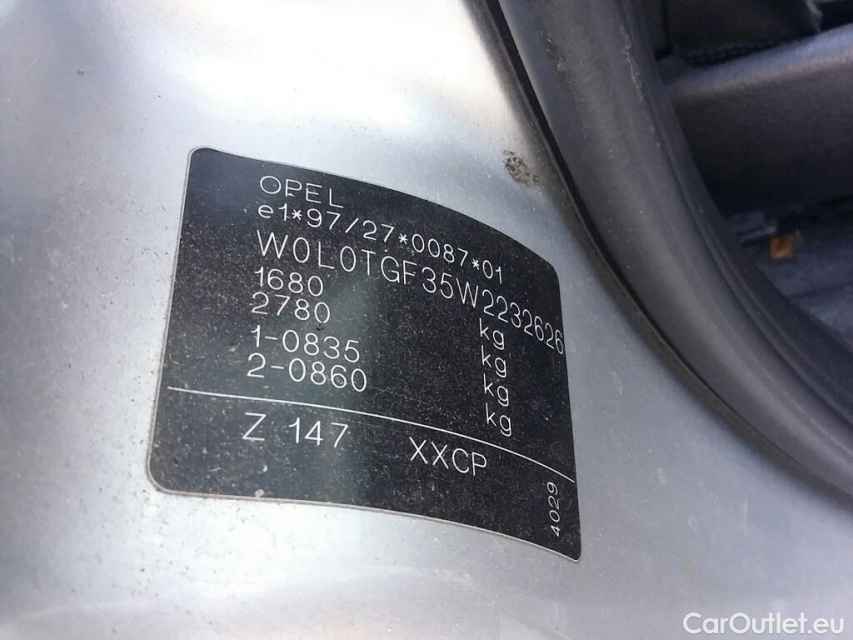 OPEL
e1*97/27*0087*01
W0L0TGF35W2232626
1680 kg
2780 kg
1-0835 kg
2-0860 kg
Z 147 XXCP
4029
CarOutlet.eu